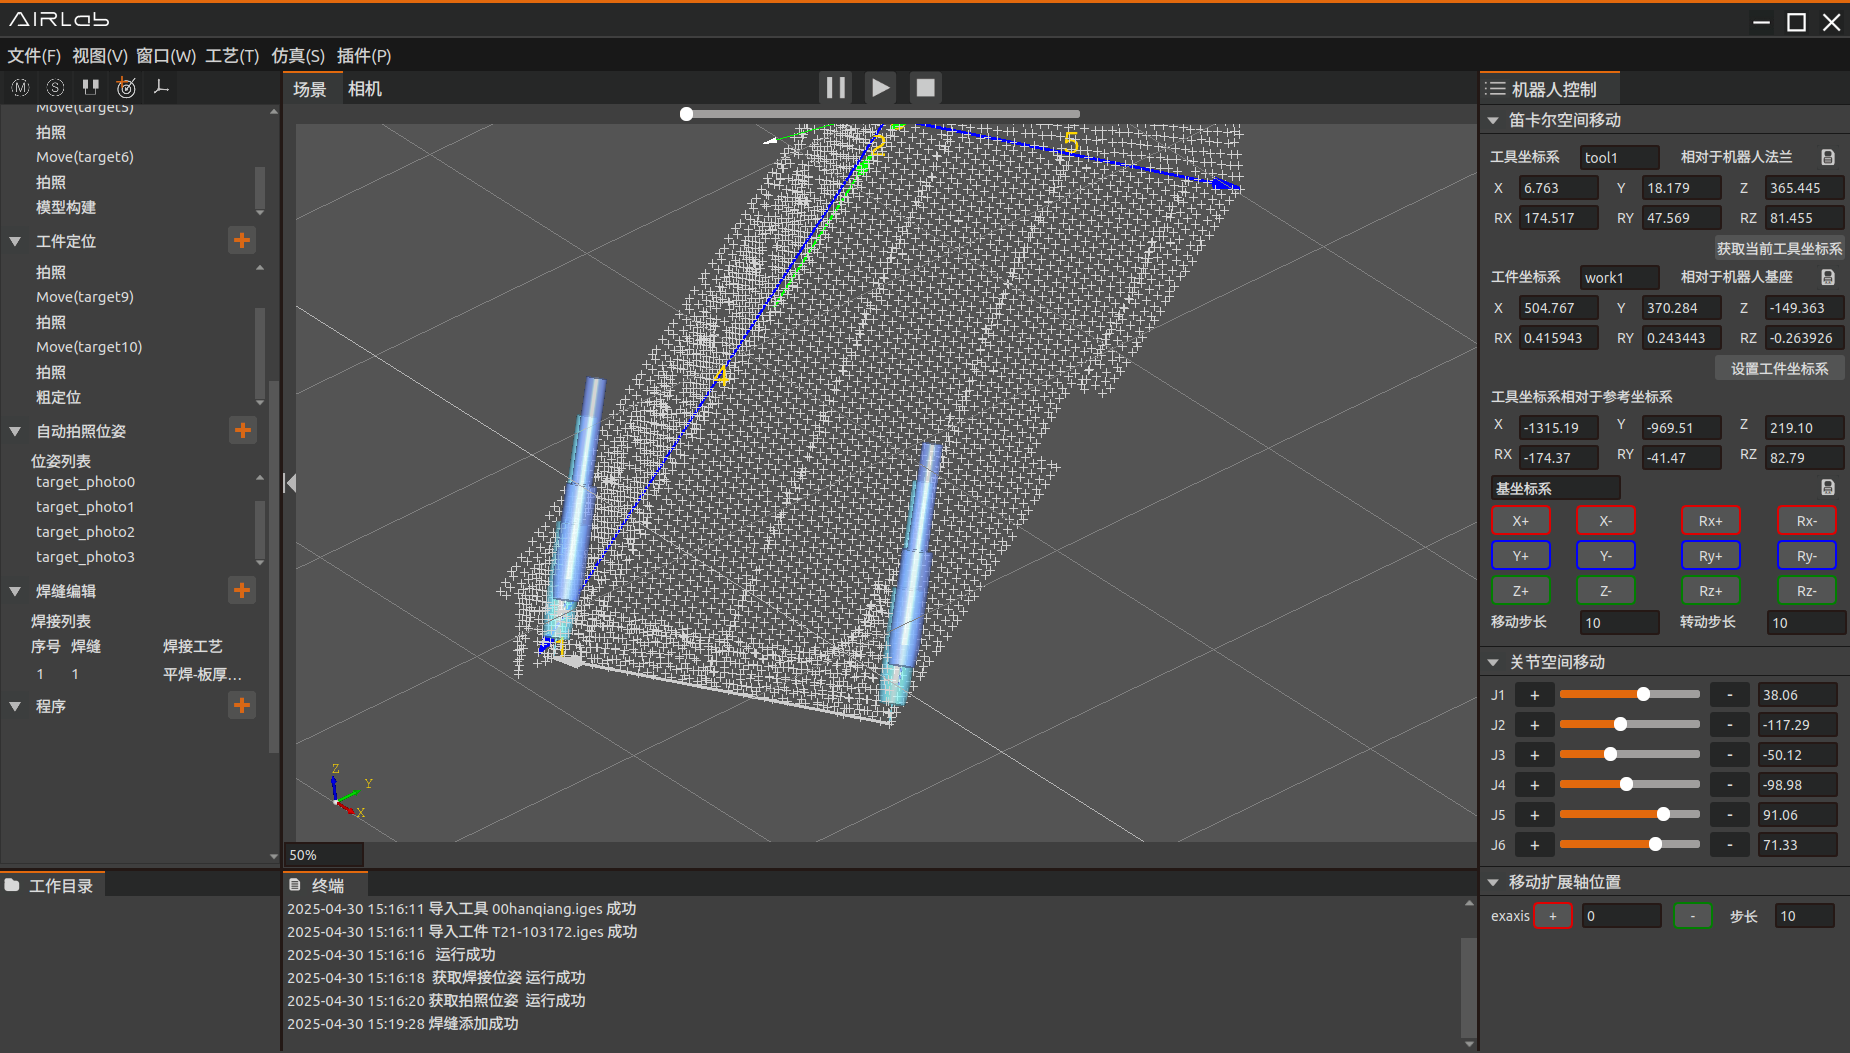 AIRLab
文件(F) 视图(V) 窗口(W) 工艺(T) 仿真(S) 插件(P)
M S
Move(target5)
拍照
Move(target6)
拍照
模型构建
工件定位 +
拍照
Move(target9)
拍照
Move(target10)
拍照
粗定位
自动拍照位姿 +
位姿列表
target_photo0
target_photo1
target_photo2
target_photo3
焊缝编辑 +
焊接列表
序号 焊缝 焊接工艺
1 1 平焊-板厚...
程序 +
工作目录
场景 相机
2
5
4
1
Z
Y
X
50%
终端
2025-04-30 15:16:11 导入工具 00hanqiang.iges 成功
2025-04-30 15:16:11 导入工件 T21-103172.iges 成功
2025-04-30 15:16:16 运行成功
2025-04-30 15:16:18 获取焊接位姿 运行成功
2025-04-30 15:16:20 获取拍照位姿 运行成功
2025-04-30 15:19:28 焊缝添加成功
机器人控制
笛卡尔空间移动
工具坐标系 tool1 相对于机器人法兰
X 6.763 Y 18.179 Z 365.445
RX 174.517 RY 47.569 RZ 81.455
获取当前工具坐标系
工件坐标系 work1 相对于机器人基座
X 504.767 Y 370.284 Z -149.363
RX 0.415943 RY 0.243443 RZ -0.263926
设置工件坐标系
工具坐标系相对于参考坐标系
X -1315.19 Y -969.51 Z 219.10
RX -174.37 RY -41.47 RZ 82.79
基坐标系
X+ X- Rx+ Rx-
Y+ Y- Ry+ Ry-
Z+ Z- Rz+ Rz-
移动步长 10 转动步长 10
关节空间移动
J1 + - 38.06
J2 + - -117.29
J3 + - -50.12
J4 + - -98.98
J5 + - 91.06
J6 + - 71.33
移动扩展轴位置
exaxis + 0 - 步长 10